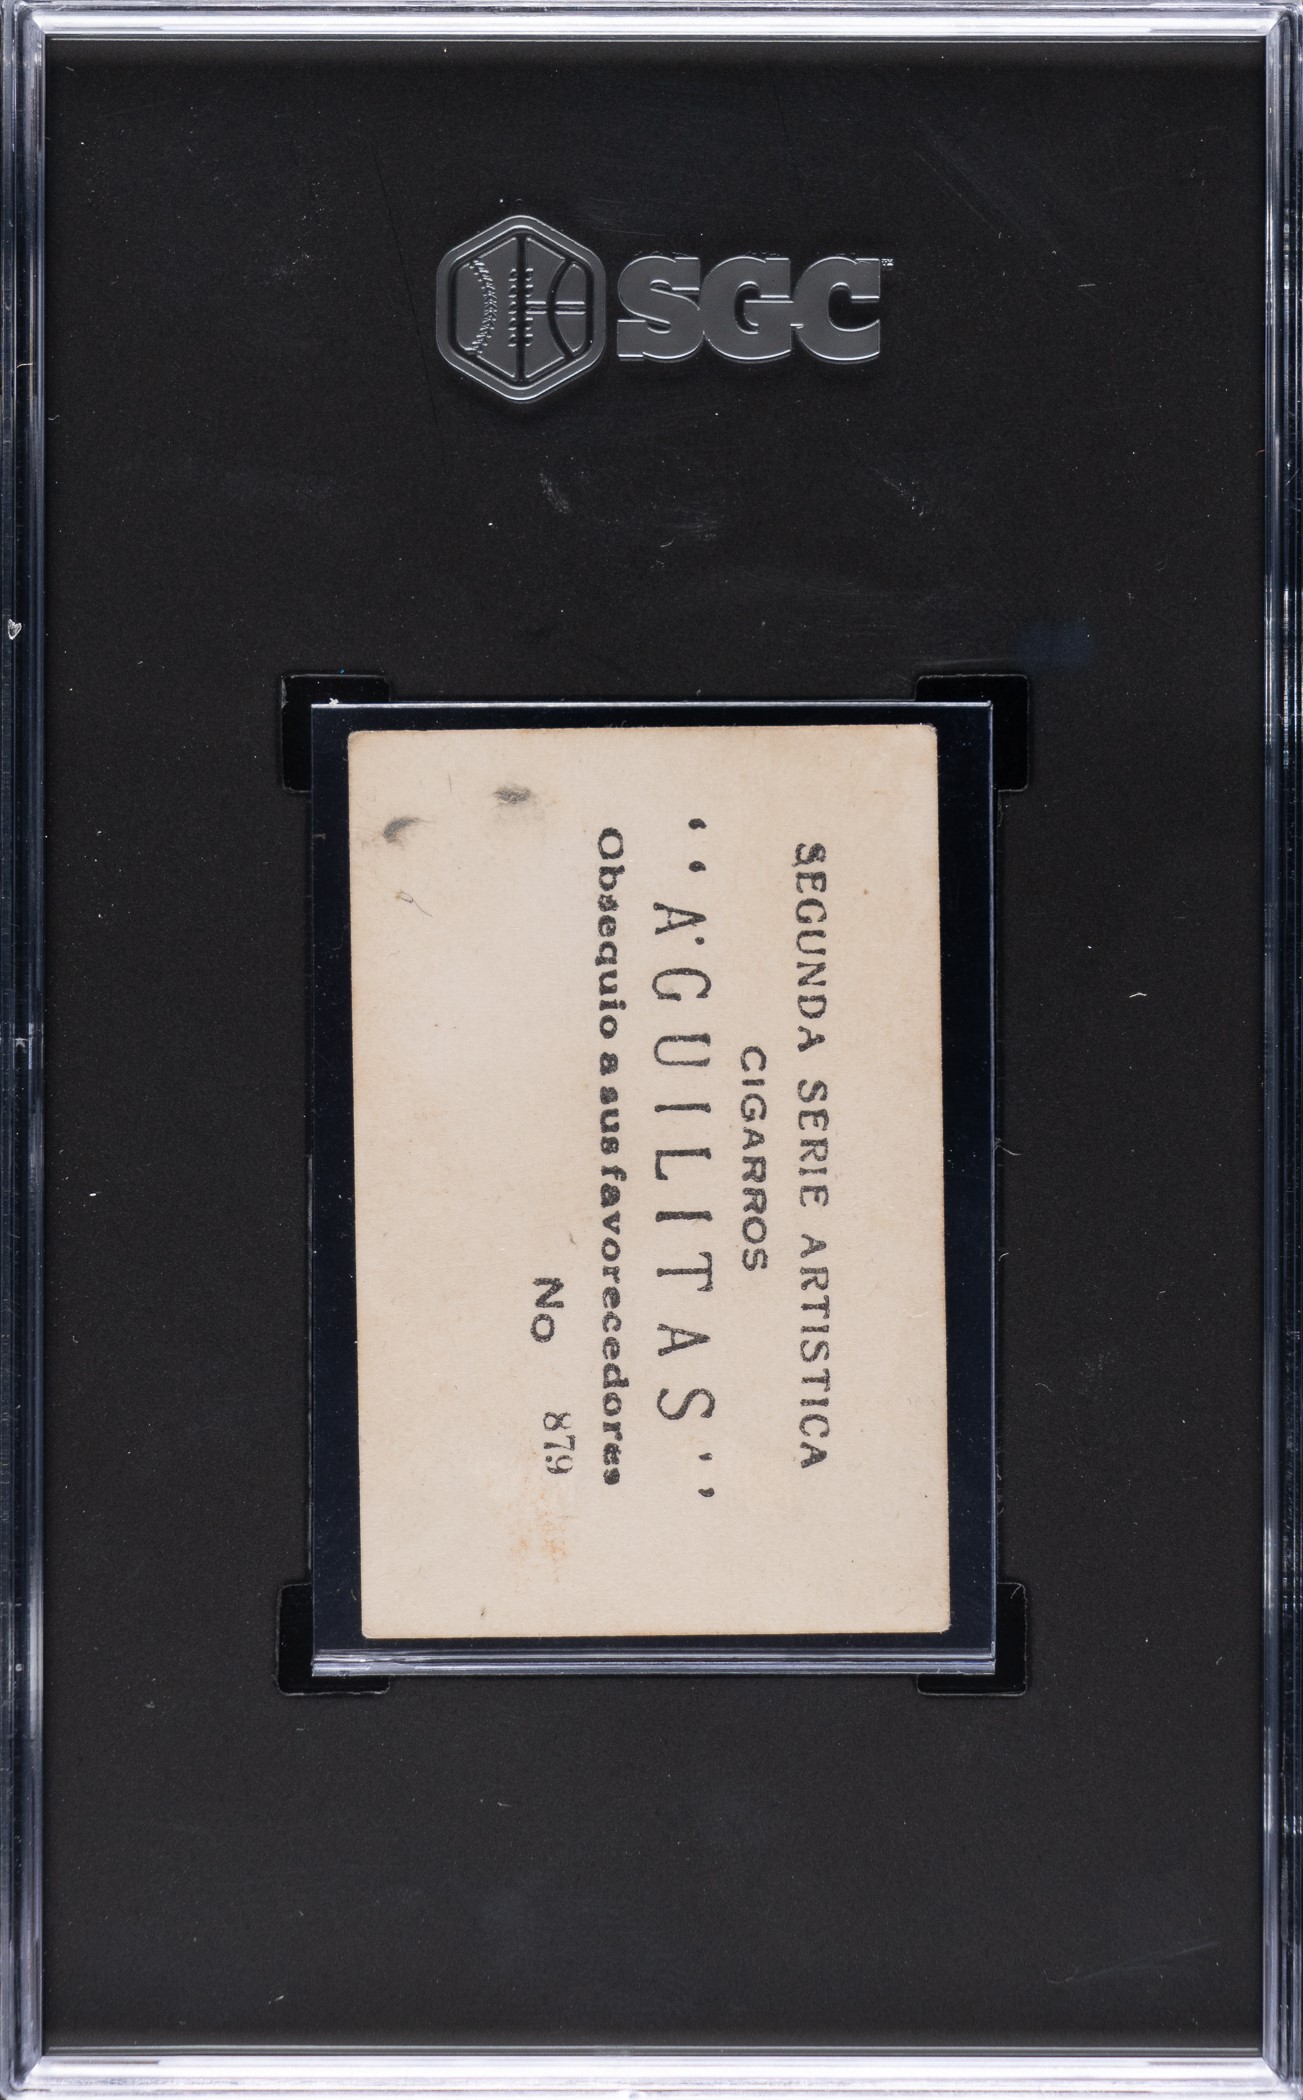 SGC
SEGUNDA SERIE ARTISTICA
CIGARROS
"AGUILITAS"
Obsequio a sus favorecedores
No 879